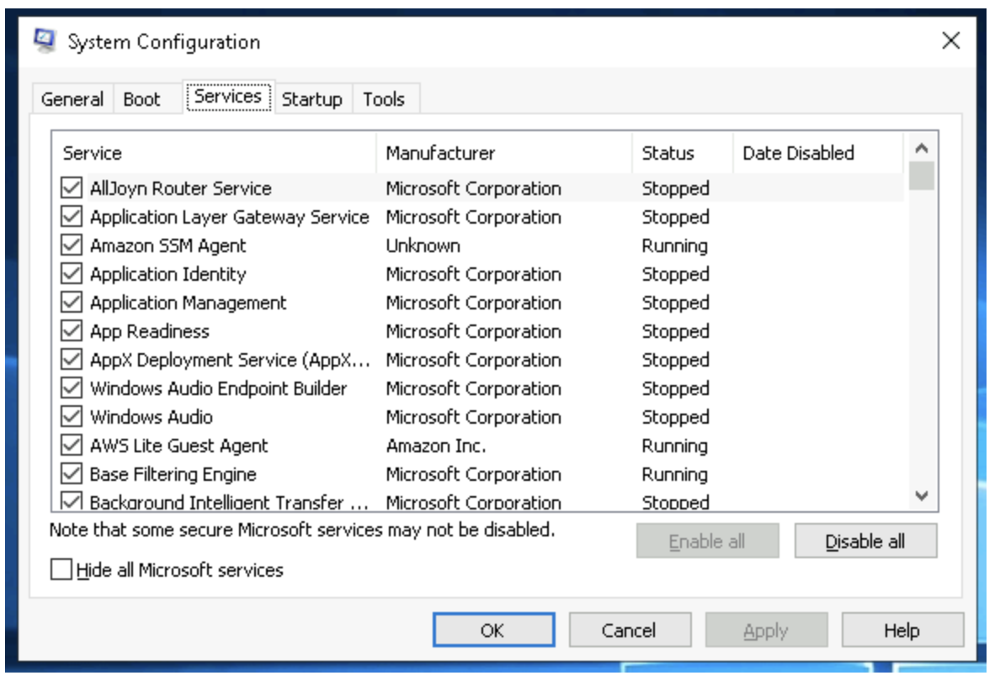 System Configuration
General Boot Services Startup Tools
Service Manufacturer Status Date Disabled
AllJoyn Router Service Microsoft Corporation Stopped
Application Layer Gateway Service Microsoft Corporation Stopped
Amazon SSM Agent Unknown Running
Application Identity Microsoft Corporation Stopped
Application Management Microsoft Corporation Stopped
App Readiness Microsoft Corporation Stopped
AppX Deployment Service (AppX... Microsoft Corporation Stopped
Windows Audio Endpoint Builder Microsoft Corporation Stopped
Windows Audio Microsoft Corporation Stopped
AWS Lite Guest Agent Amazon Inc. Running
Base Filtering Engine Microsoft Corporation Running
Background Intelligent Transfer ... Microsoft Corporation Stopped
Note that some secure Microsoft services may not be disabled.
Enable all Disable all
Hide all Microsoft services
OK Cancel Apply Help